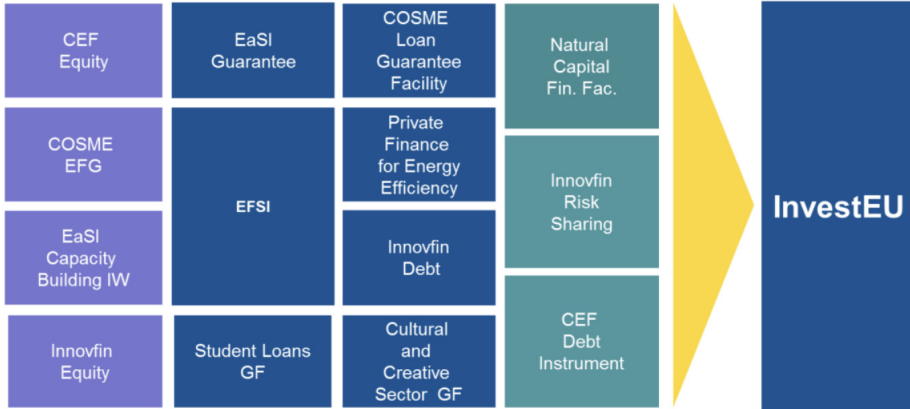 CEF
Equity
EaSI
Guarantee
COSME
Loan
Guarantee
Facility
Natural
Capital
Fin. Fac.
COSME
EFG
EFSI
Private
Finance
for Energy
Efficiency
Innovfin
Risk
Sharing
InvestEU
EaSI
Capacity
Building IW
Innovfin
Debt
CEF
Debt
Instrument
Innovfin
Equity
Student Loans
GF
Cultural
and
Creative
Sector GF